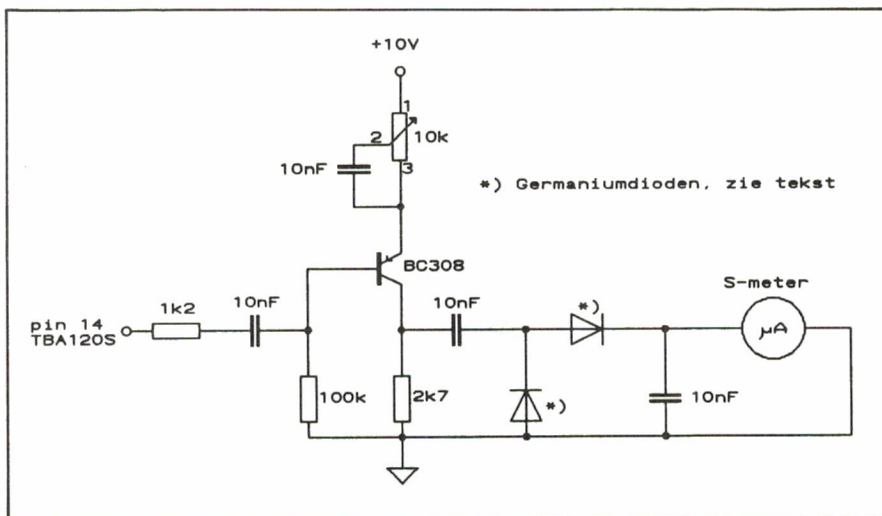 +10V
1
2
10k
10nF
3
*) Germaniumdioden, zie tekst
BC308
S-meter
1k2
10nF
10nF
*)
pin 14
TBA120S
µA
100k
2k7
*)
10nF